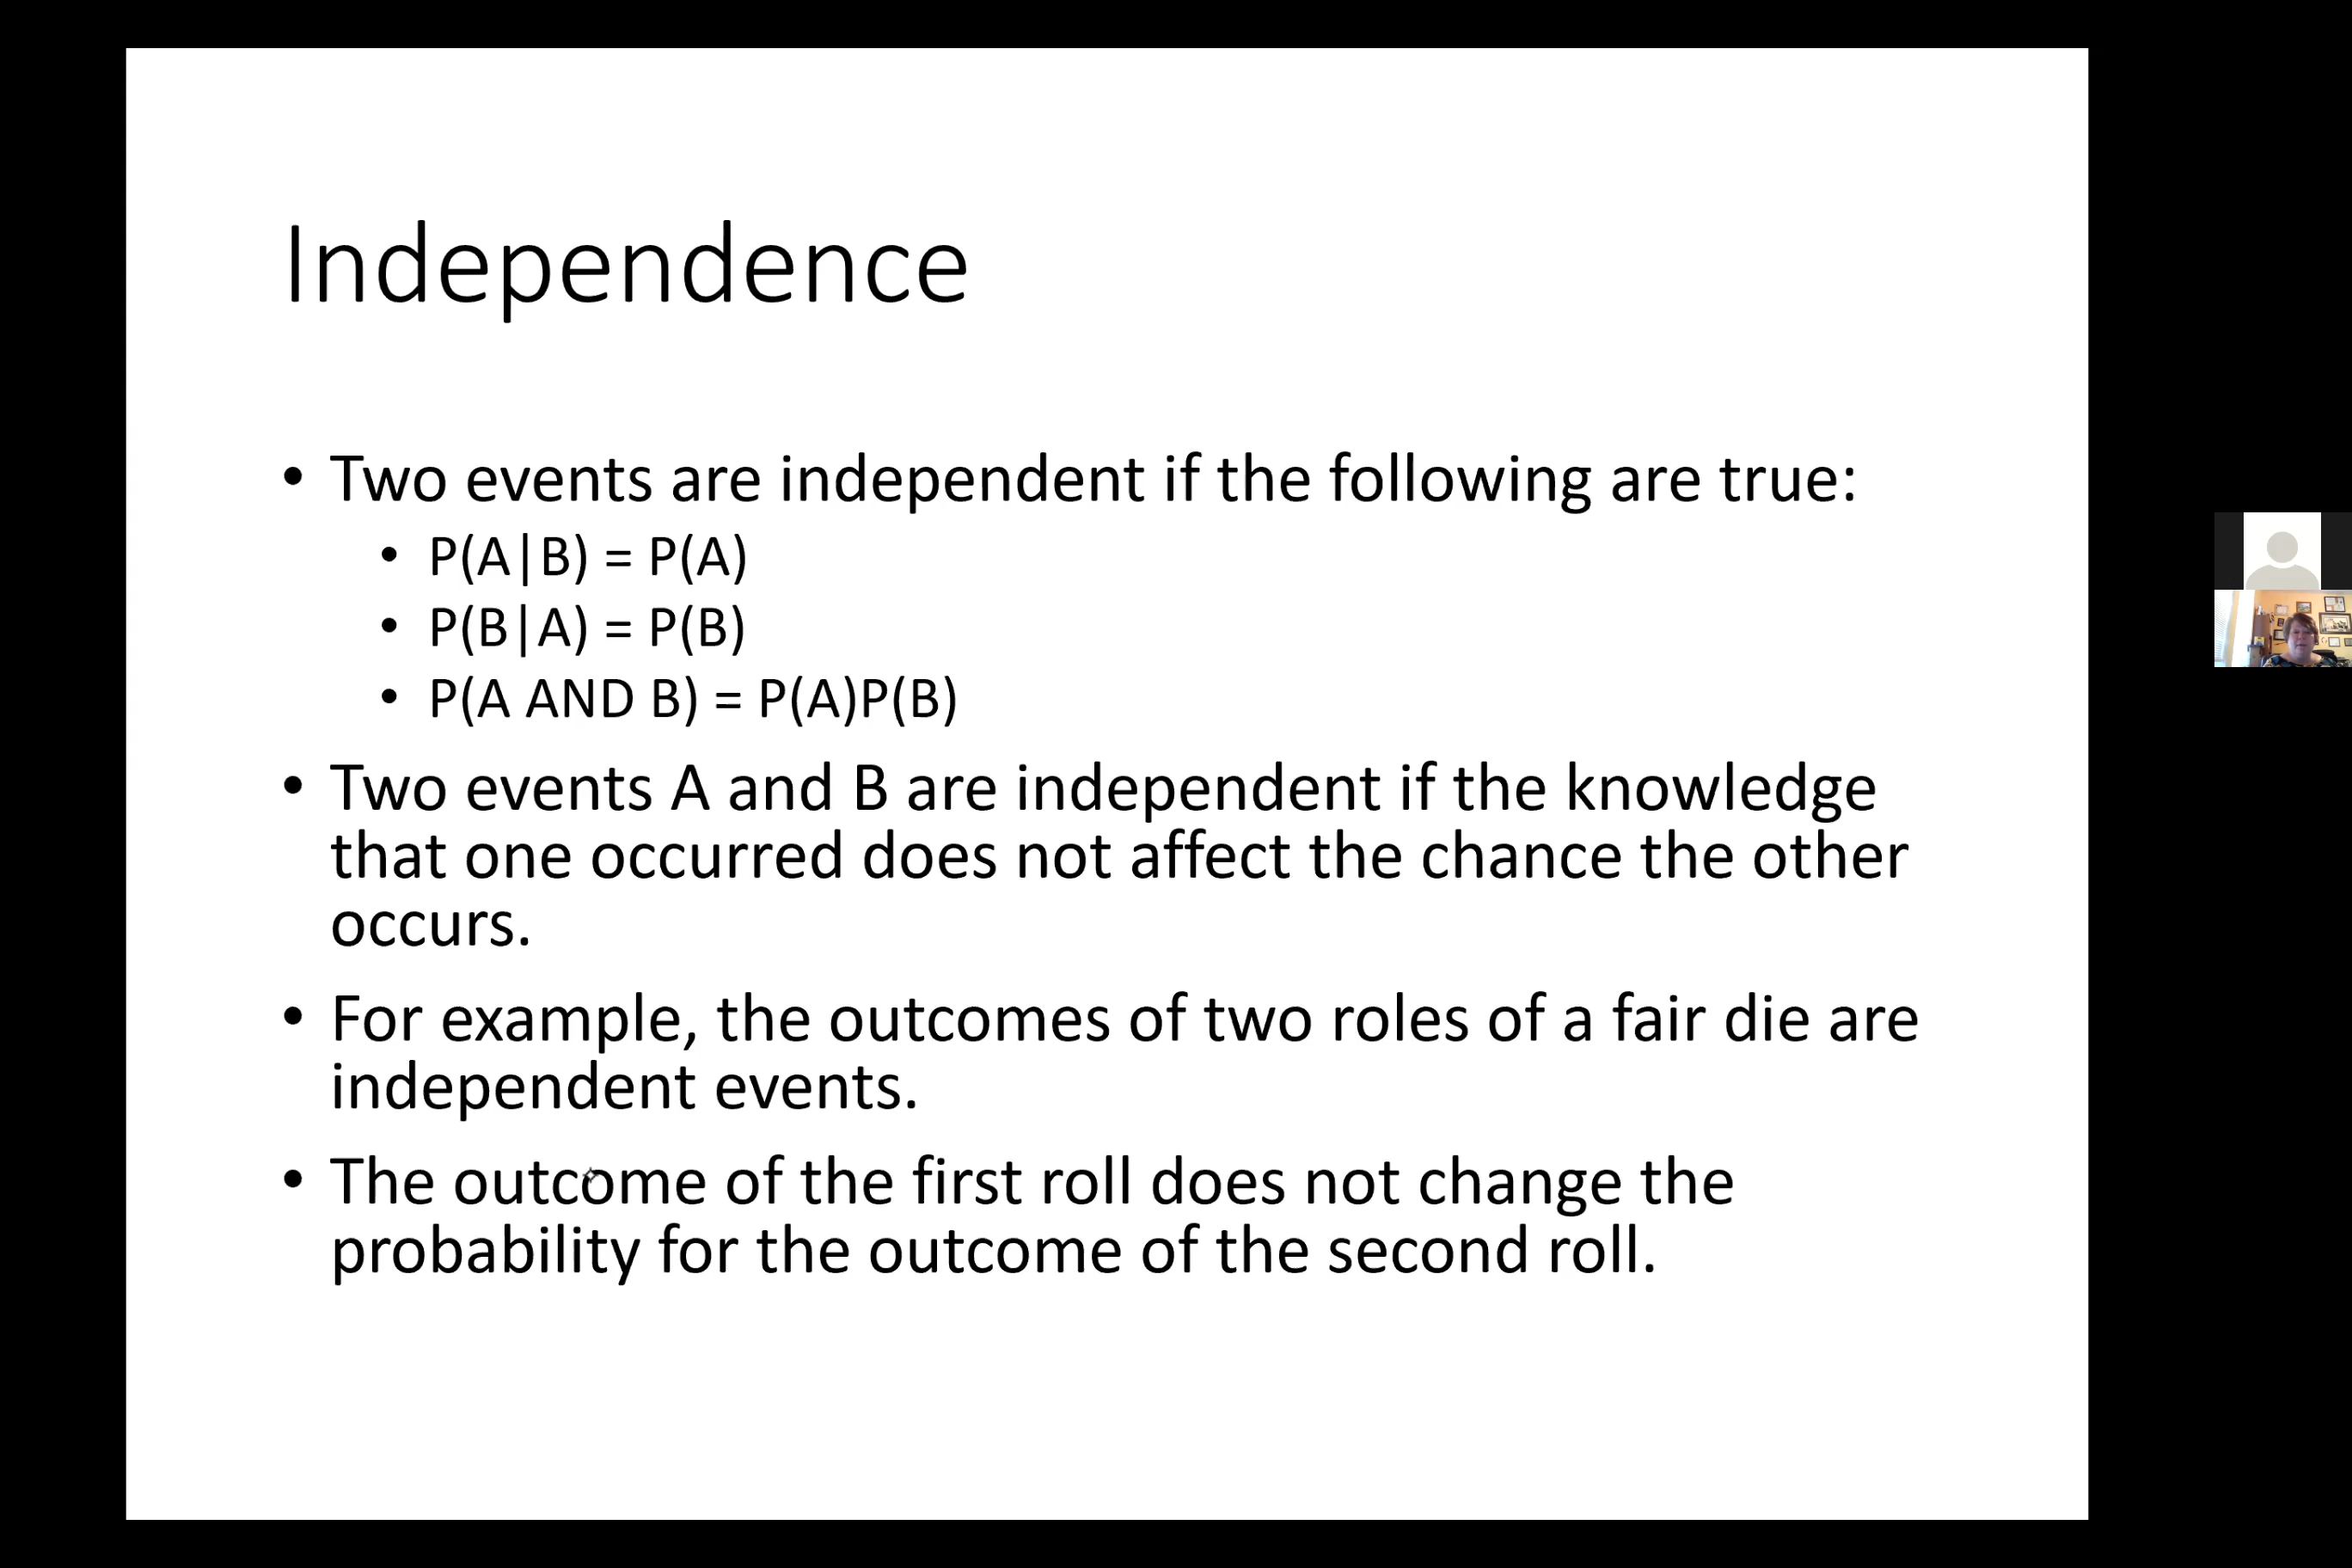 Independence
• Two events are independent if the following are true:
• P(A|B) = P(A)
• P(B|A) = P(B)
• P(A AND B) = P(A)P(B)
• Two events A and B are independent if the knowledge
that one occurred does not affect the chance the other
occurs.
• For example, the outcomes of two roles of a fair die are
independent events.
• The outcome of the first roll does not change the
probability for the outcome of the second roll.